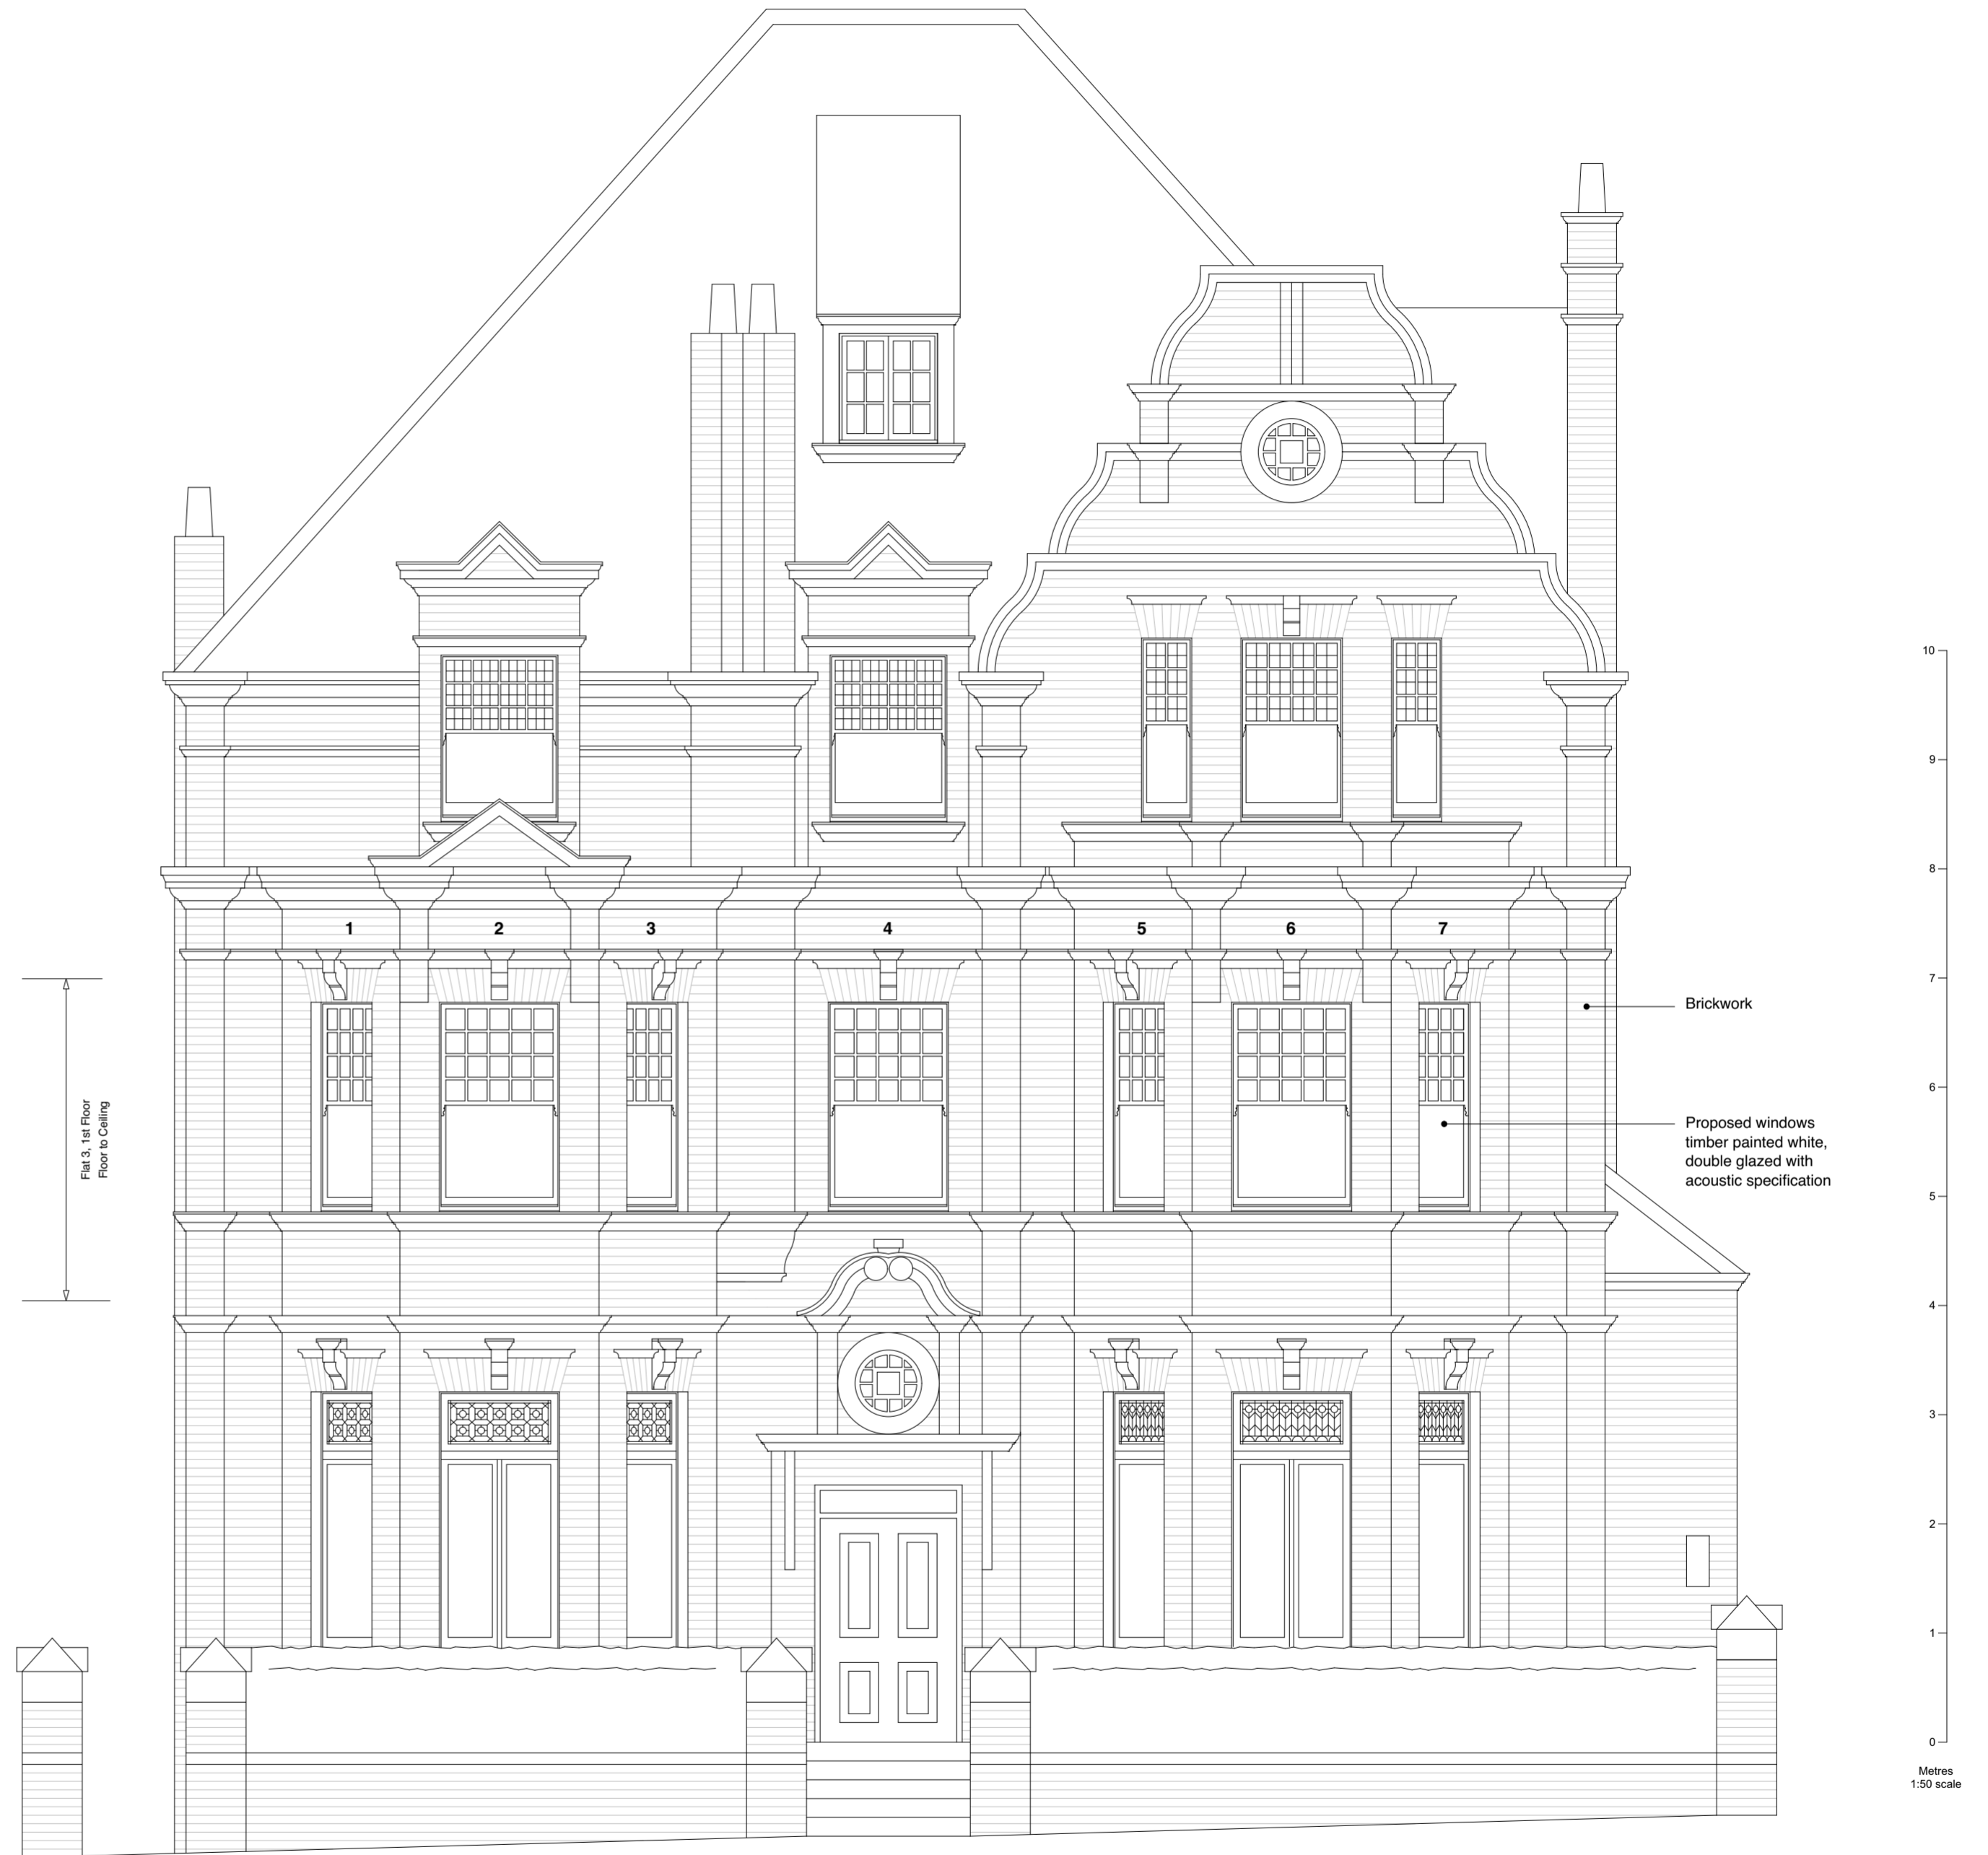 10
9
8
1 2 3 4 5 6 7
7
Brickwork
6
Flat 3, 1st Floor
Floor to Ceiling
Proposed windows
timber painted white,
double glazed with
acoustic specification
5
4
3
2
1
0
Metres
1:50 scale